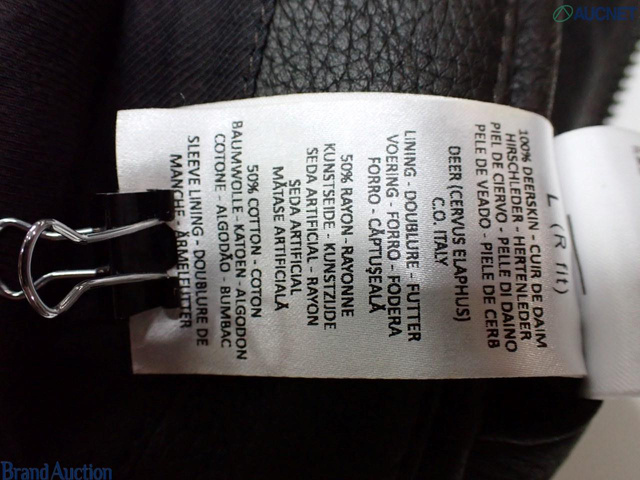 L (R fit)
100% DEERSKIN - CUIR DE DAIM
HIRSCHLEDER - HERTENLEDER
PIEL DE CIERVO - PELLE DI DAINO
PELE DE VEADO - PIELE DE CERB
DEER (CERVUS ELAPHUS)
C.O. ITALY
LINING - DOUBLURE - FUTTER
VOERING - FORRO - FODERA
FORRO - CĂPTUŞEALĂ
50% RAYON - RAYONNE
KUNSTSEIDE - KUNSTZIJDE
SEDA ARTIFICIAL - RAYON
SEDA ARTIFICIAL
MĂTASE ARTIFICIALĂ
50% COTTON - COTON
BAUMWOLLE - KATOEN - ALGODON
COTONE - ALGODÃO - BUMBAC
SLEEVE LINING - DOUBLURE DE
MANCHE - ÄRMELFUTTER
AUCNET
Brand Auction